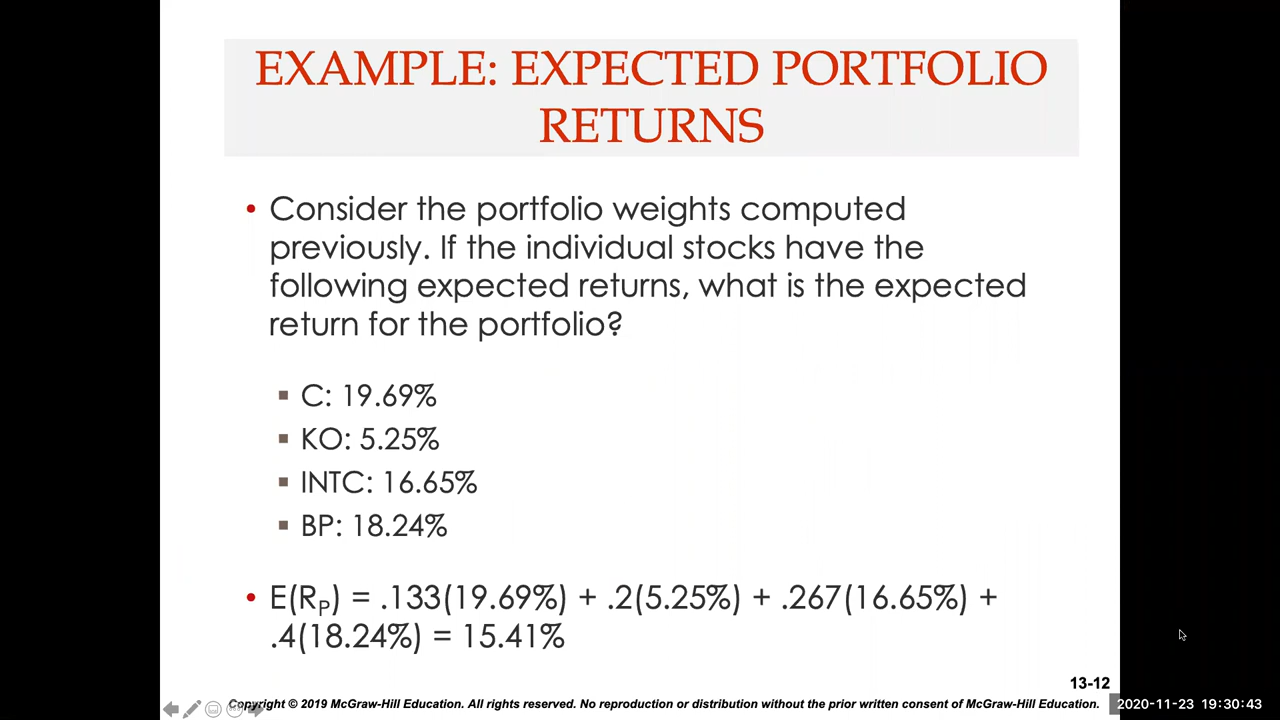 EXAMPLE: EXPECTED PORTFOLIO
RETURNS
• Consider the portfolio weights computed
previously. If the individual stocks have the
following expected returns, what is the expected
return for the portfolio?
▪ C: 19.69%
▪ KO: 5.25%
▪ INTC: 16.65%
▪ BP: 18.24%
• E(RP) = .133(19.69%) + .2(5.25%) + .267(16.65%) +
.4(18.24%) = 15.41%
13-12
Copyright © 2019 McGraw-Hill Education. All rights reserved. No reproduction or distribution without the prior written consent of McGraw-Hill Education.
2020-11-23 19:30:43